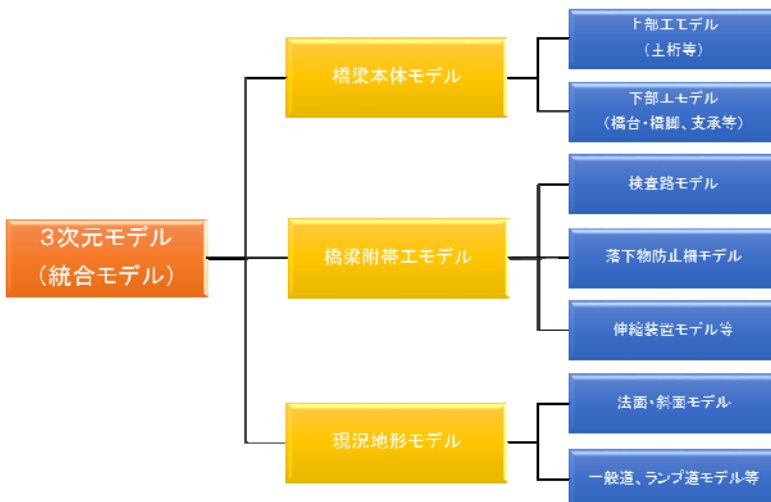 3次元モデル
（統合モデル）
橋梁本体モデル
上部工モデル
（主桁等）
下部工モデル
（橋台・橋脚、支承等）
橋梁附帯工モデル
検査路モデル
落下物防止柵モデル
伸縮装置モデル等
現況地形モデル
法面・斜面モデル
一般道、ランプ道モデル等